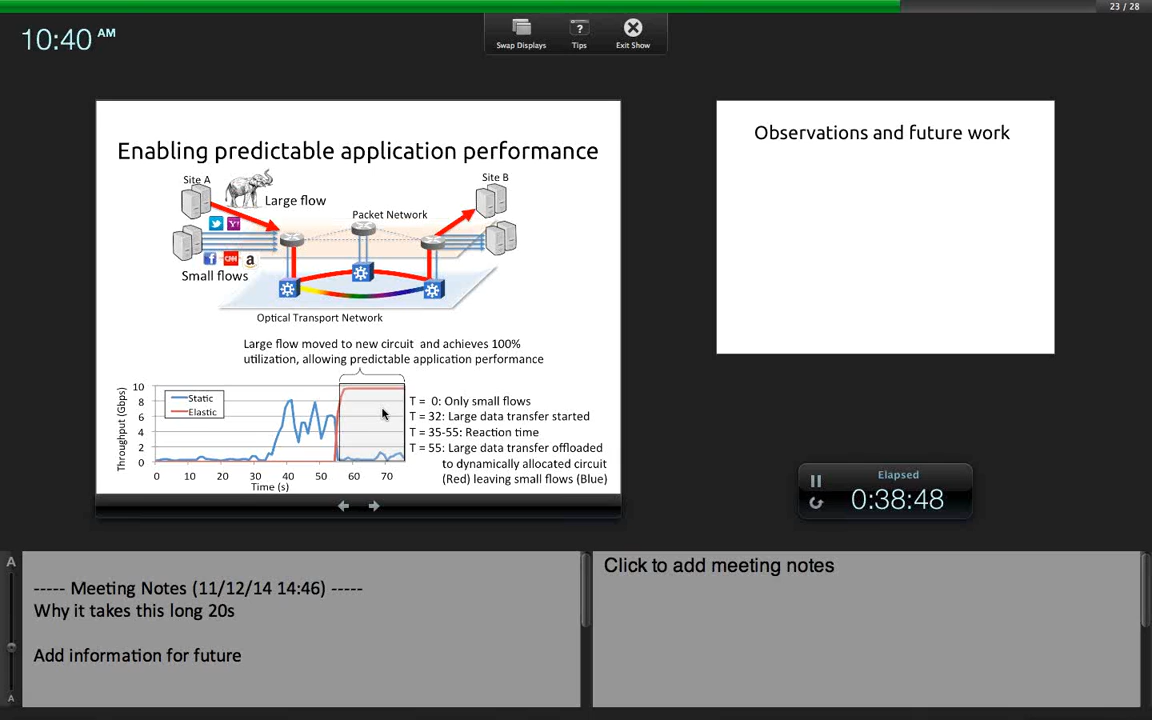 23 / 28
10:40 AM
Swap Displays
Tips
Exit Show
Enabling predictable application performance
Site A
Large flow
Site B
Packet Network
Y!
f CNN a
Small flows
Optical Transport Network
Large flow moved to new circuit and achieves 100%
utilization, allowing predictable application performance
Throughput (Gbps)
10
8
6
4
2
0
Static
Elastic
0 10 20 30 40 50 60 70
Time (s)
T = 0: Only small flows
T = 32: Large data transfer started
T = 35-55: Reaction time
T = 55: Large data transfer offloaded
to dynamically allocated circuit
(Red) leaving small flows (Blue)
Observations and future work
Elapsed
0:38:48
A
A
----- Meeting Notes (11/12/14 14:46) -----
Why it takes this long 20s
Add information for future
Click to add meeting notes